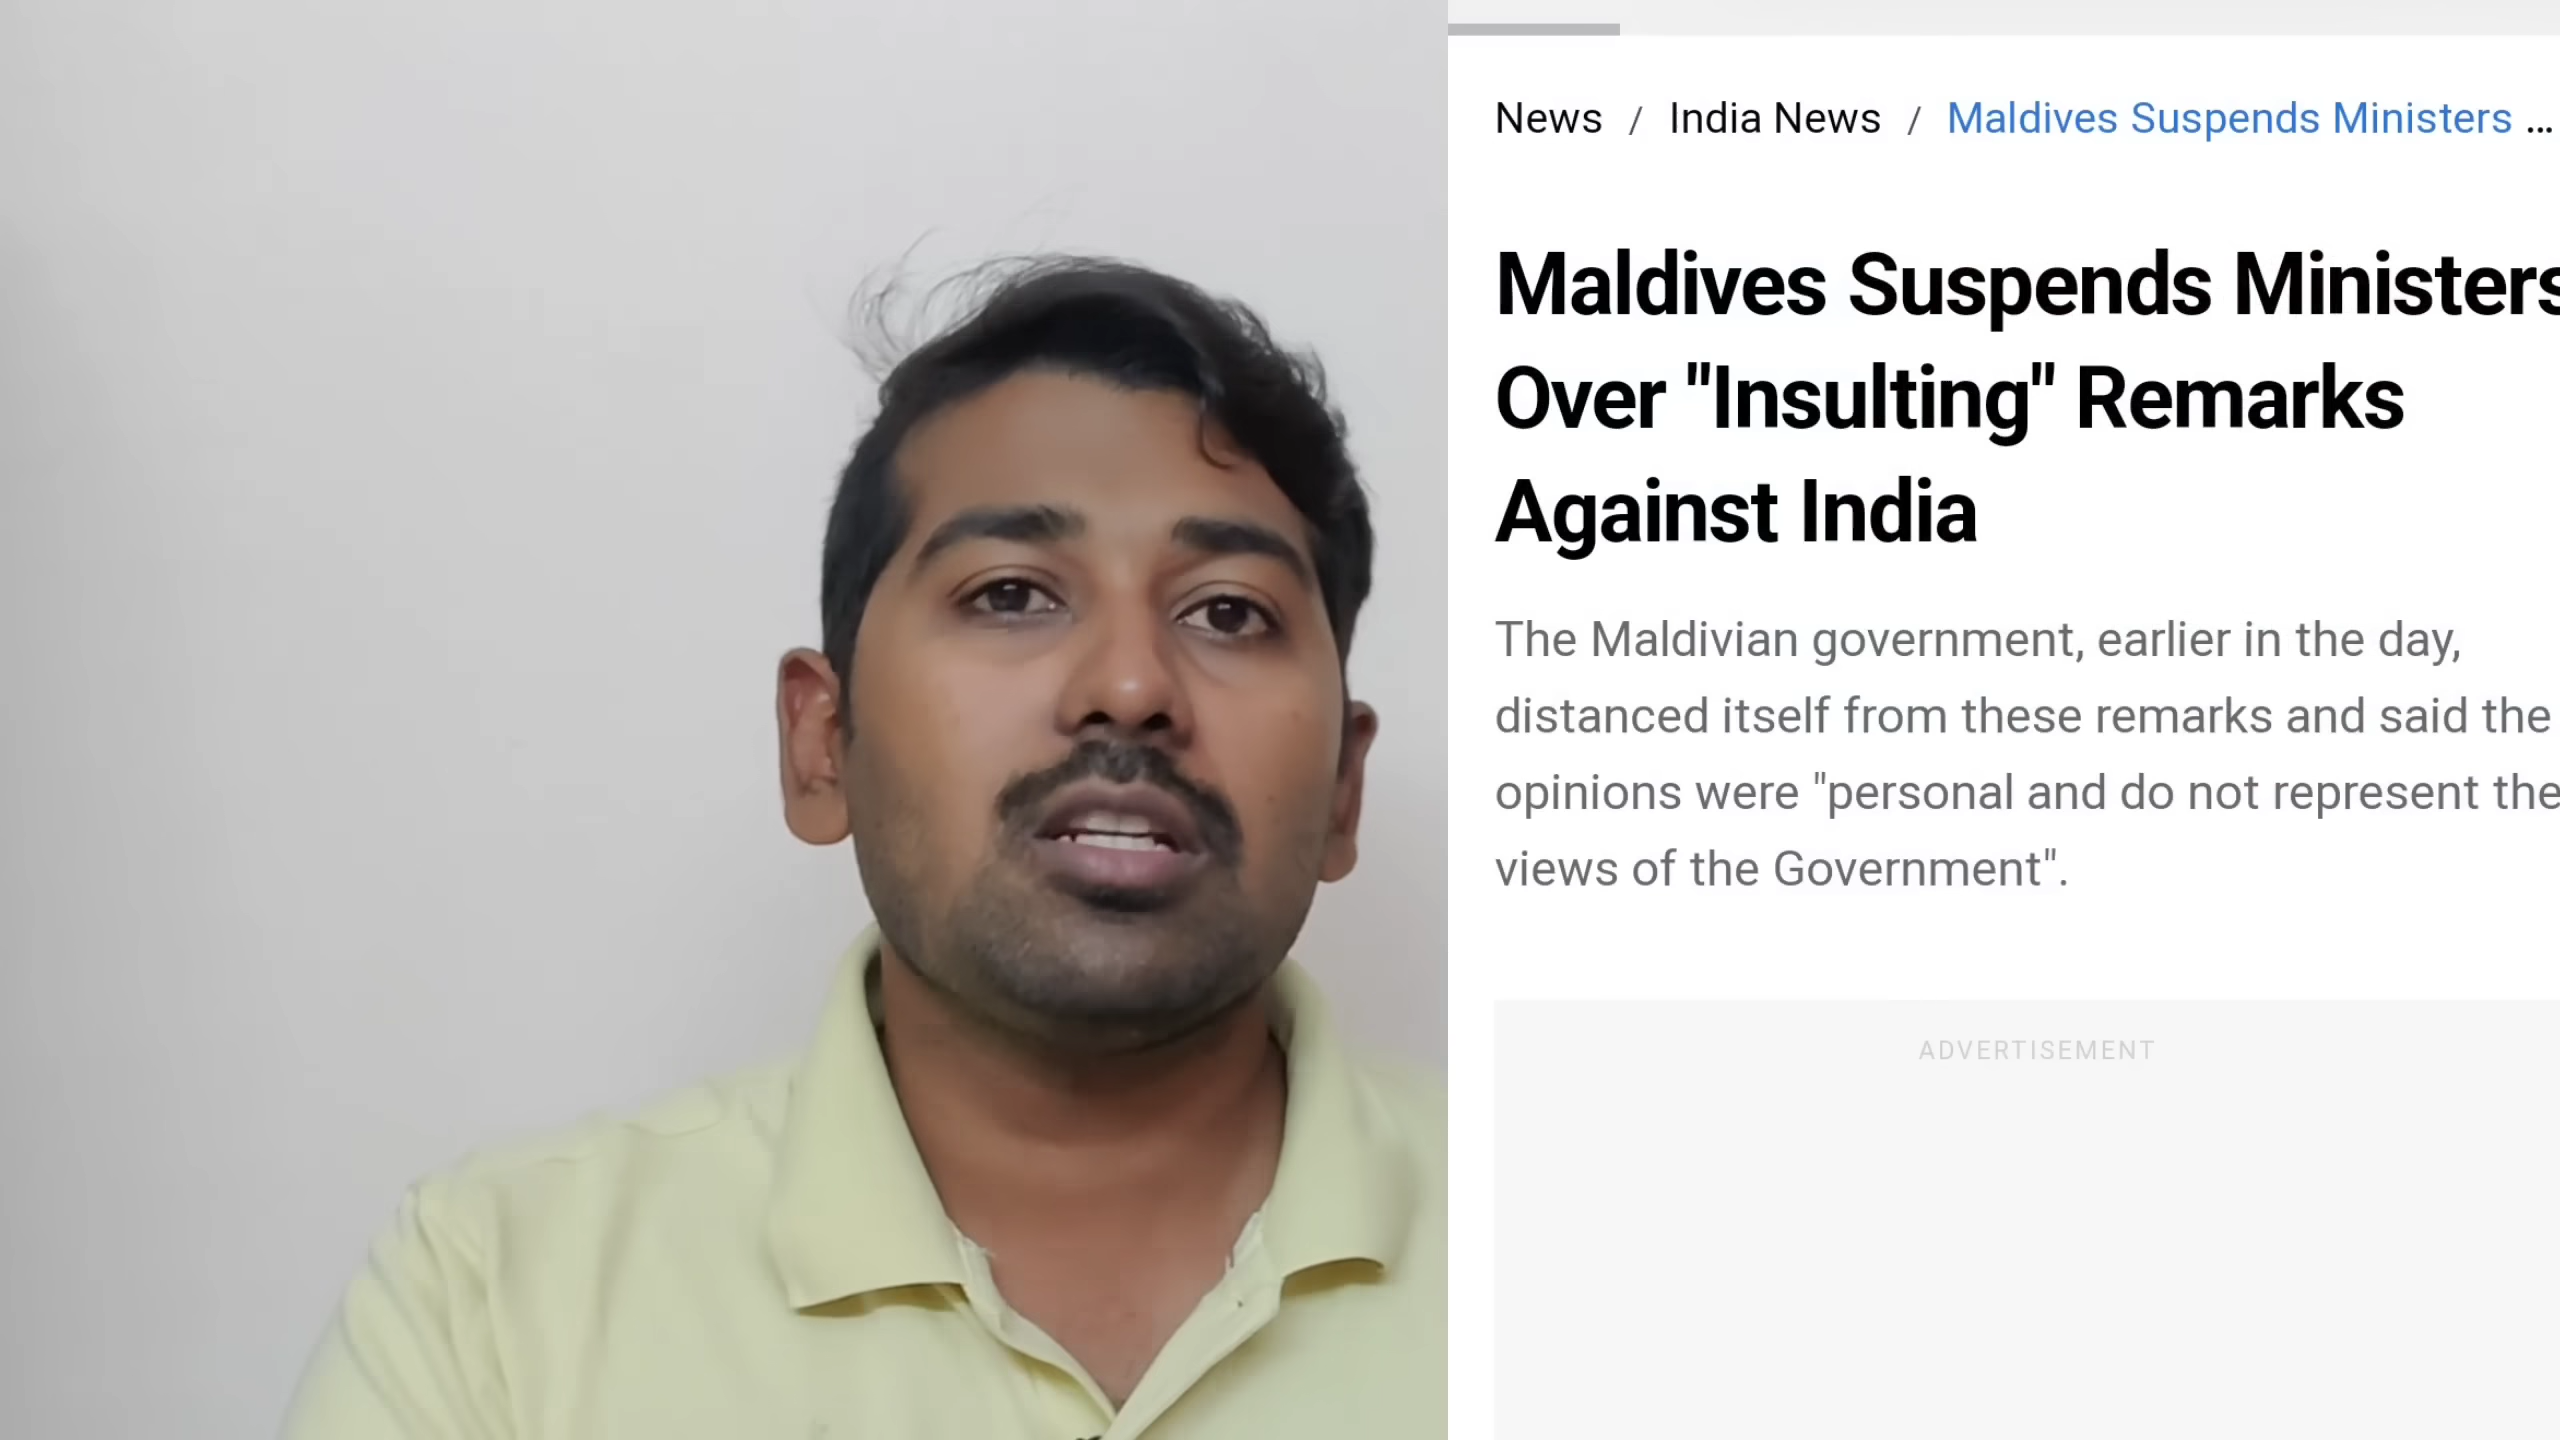 News / India News / Maldives Suspends Ministers ...
Maldives Suspends Ministers
Over "Insulting" Remarks
Against India
The Maldivian government, earlier in the day,
distanced itself from these remarks and said the
opinions were "personal and do not represent the
views of the Government".
ADVERTISEMENT